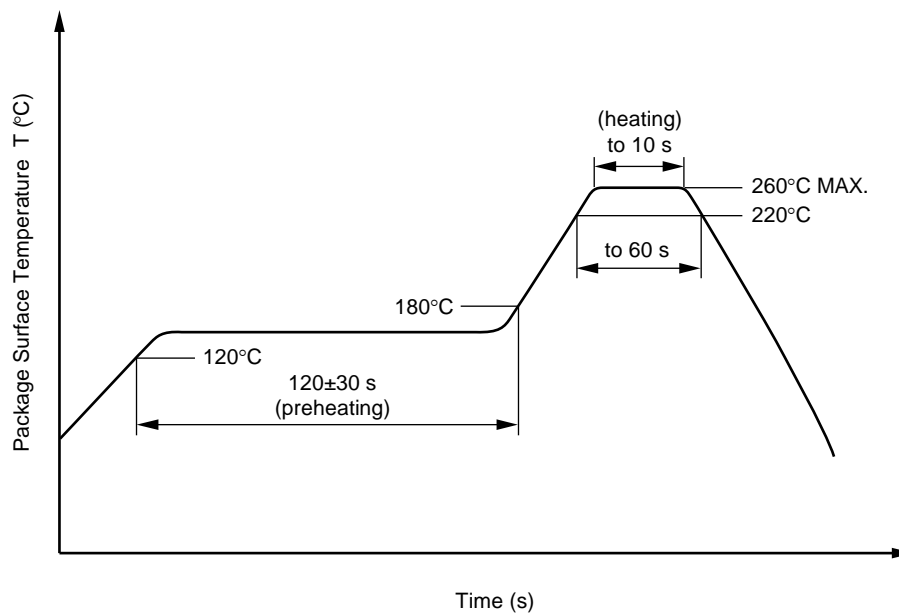 Package Surface Temperature T (°C)
(heating)
to 10 s
260°C MAX.
220°C
to 60 s
180°C
120°C
120±30 s
(preheating)
Time (s)